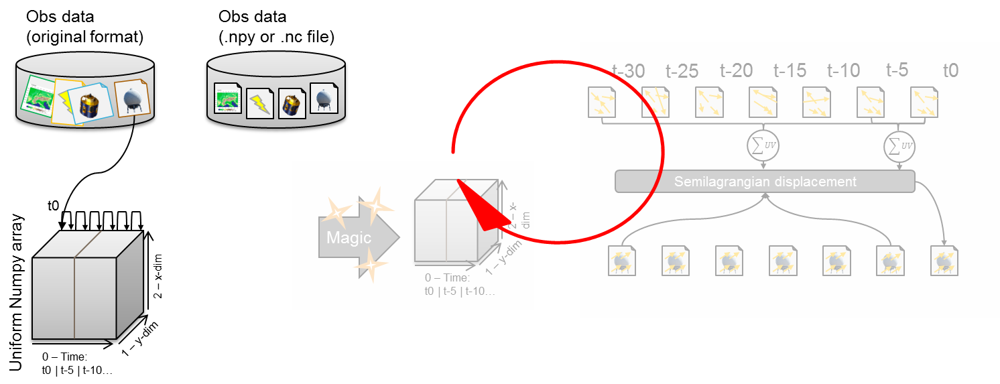 Obs data
(original format)
Obs data
(.npy or .nc file)
t-30 t-25 t-20 t-15 t-10 t-5 t0
∑UV ∑UV
Semilagrangian displacement
Magic
2 – x-
dim
1 – y-dim
0 – Time:
t0 | t-5 | t-10…
t0
Uniform Numpy array
2 – x-dim
1 – y-dim
0 – Time:
t0 | t-5 | t-10…